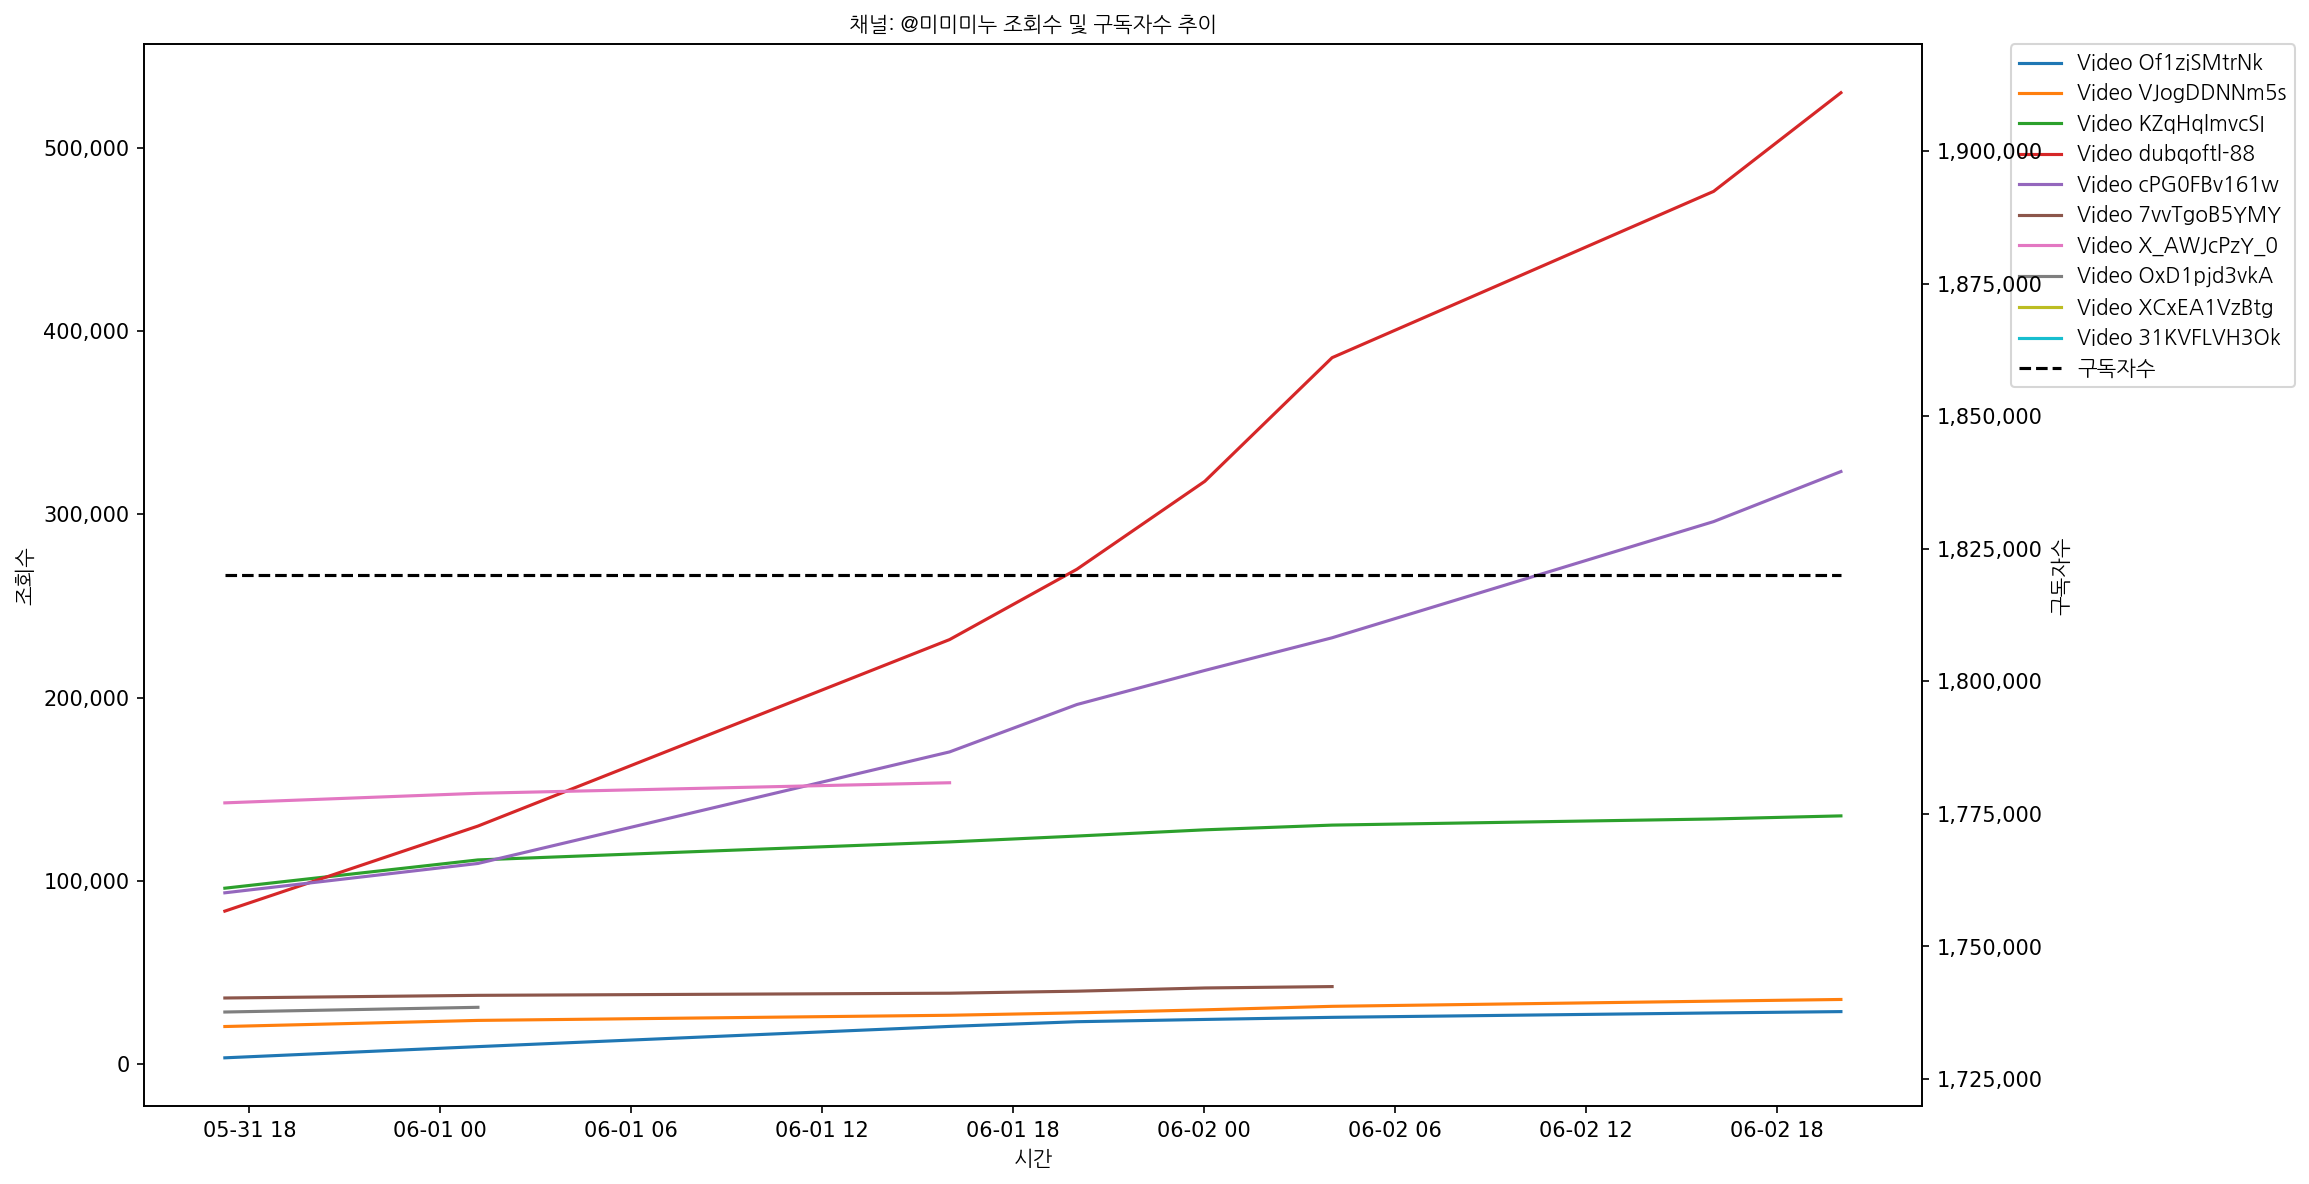 채널: @미미미누 조회수 및 구독자수 추이
조회수
500,000
400,000
300,000
200,000
100,000
0
05-31 18
06-01 00
06-01 06
06-01 12
06-01 18
06-02 00
06-02 06
06-02 12
06-02 18
시간
1,900,000
1,875,000
1,850,000
1,825,000
1,800,000
1,775,000
1,750,000
1,725,000
구독자수
Video Of1zjSMtrNk
Video VJogDDNNm5s
Video KZqHqlmvcSI
Video dubqoftl-88
Video cPG0FBv161w
Video 7vvTgoB5YMY
Video X_AWJcPzY_0
Video OxD1pjd3vkA
Video XCxEA1VzBtg
Video 31KVFLVH3Ok
구독자수